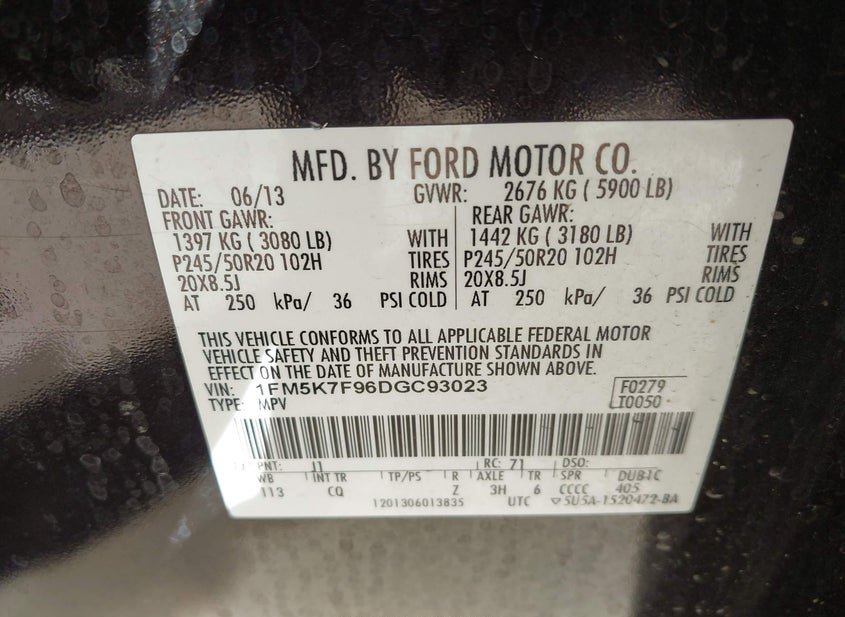 MFD. BY FORD MOTOR CO.
DATE: 06/13 GVWR: 2676 KG ( 5900 LB)
FRONT GAWR: REAR GAWR:
1397 KG ( 3080 LB) WITH 1442 KG ( 3180 LB) WITH
P245/50R20 102H TIRES P245/50R20 102H TIRES
20X8.5J RIMS 20X8.5J RIMS
AT 250 kPa/ 36 PSI COLD AT 250 kPa/ 36 PSI COLD
THIS VEHICLE CONFORMS TO ALL APPLICABLE FEDERAL MOTOR
VEHICLE SAFETY AND THEFT PREVENTION STANDARDS IN
EFFECT ON THE DATE OF MANUFACTURE SHOWN ABOVE.
VIN: 1FM5K7F96DGC93023 F0279
TYPE: MPV T0050
PNT: J1 RC: 71 DSO:
WB INT TR TP/PS R AXLE TR SPR
113 CQ Z 3H 6 CCCC 405
1201306013835 UTC ▽5U5A-1520472-BA